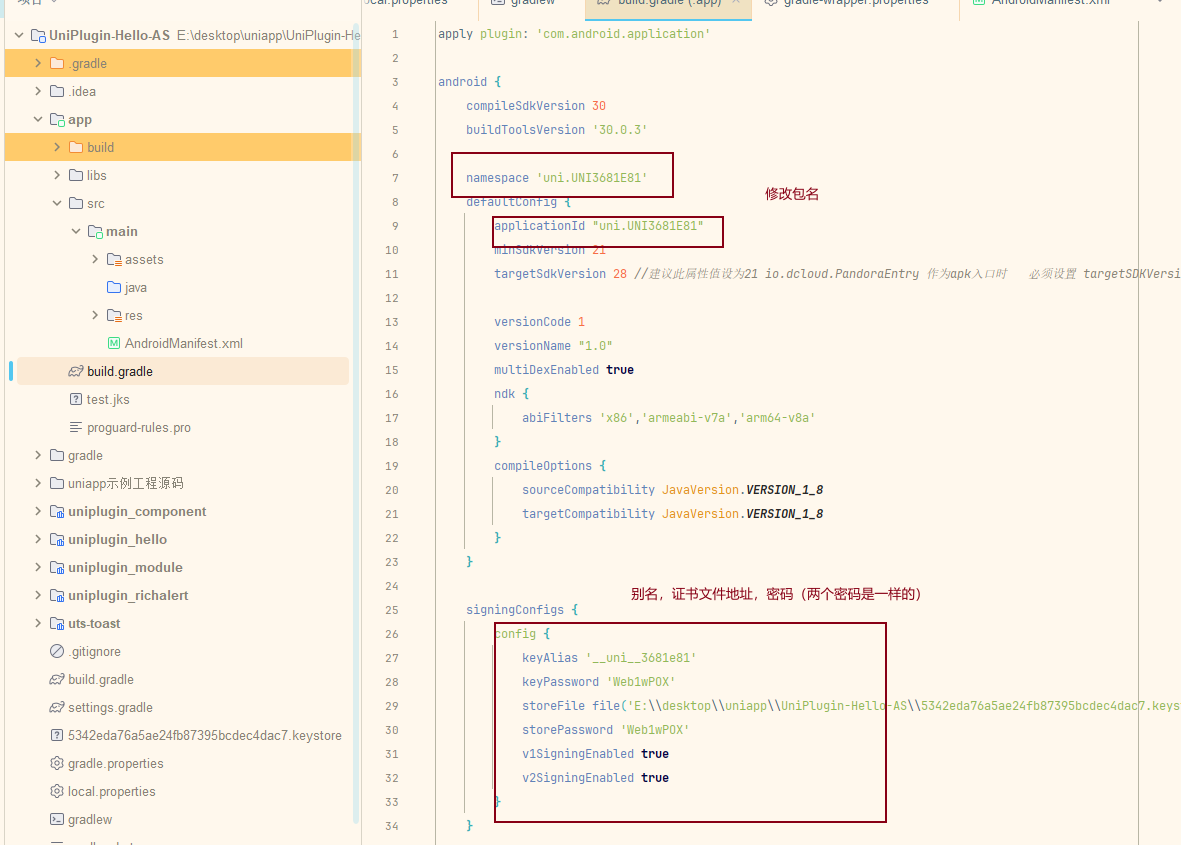 项目
local.properties
gradlew
build.gradle (:app)
gradle-wrapper.properties
AndroidManifest.xml
UniPlugin-Hello-AS E:\desktop\uniapp\UniPlugin-He
.gradle
.idea
app
build
libs
src
main
assets
java
res
AndroidManifest.xml
build.gradle
test.jks
proguard-rules.pro
gradle
uniapp示例工程源码
uniplugin_component
uniplugin_hello
uniplugin_module
uniplugin_richalert
uts-toast
.gitignore
build.gradle
settings.gradle
5342eda76a5ae24fb87395bcdec4dac7.keystore
gradle.properties
local.properties
gradlew
1 apply plugin: 'com.android.application'
2
3 android {
4 compileSdkVersion 30
5 buildToolsVersion '30.0.3'
6
7 namespace 'uni.UNI3681E81'
修改包名
8 defaultConfig {
9 applicationId "uni.UNI3681E81"
10 minSdkVersion 21
11 targetSdkVersion 28 //建议此属性值设为21 io.dcloud.PandoraEntry 作为apk入口时 必须设置 targetSDKVersi
12
13 versionCode 1
14 versionName "1.0"
15 multiDexEnabled true
16 ndk {
17 abiFilters 'x86','armeabi-v7a','arm64-v8a'
18 }
19 compileOptions {
20 sourceCompatibility JavaVersion.VERSION_1_8
21 targetCompatibility JavaVersion.VERSION_1_8
22 }
23 }
24
别名，证书文件地址，密码（两个密码是一样的）
25 signingConfigs {
26 config {
27 keyAlias '__uni__3681e81'
28 keyPassword 'Web1wPOX'
29 storeFile file('E:\\desktop\\uniapp\\UniPlugin-Hello-AS\\5342eda76a5ae24fb87395bcdec4dac7.keys
30 storePassword 'Web1wPOX'
31 v1SigningEnabled true
32 v2SigningEnabled true
33 }
34 }